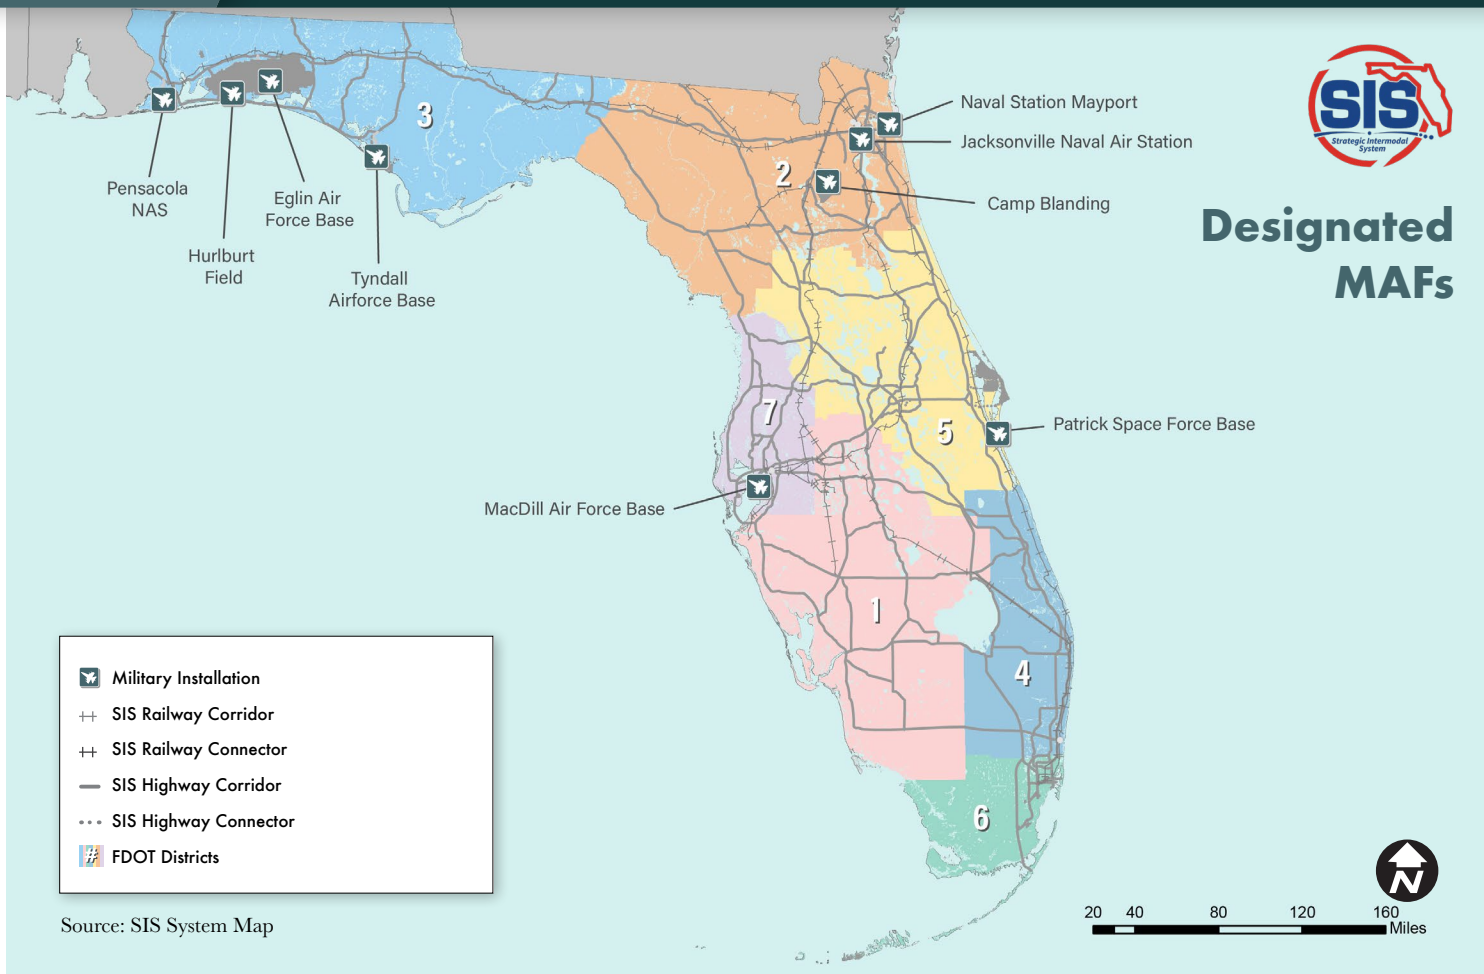 SIS
Strategic Intermodal
System
Designated
MAFs
Naval Station Mayport
Jacksonville Naval Air Station
Camp Blanding
Pensacola
NAS
Hurlburt
Field
Eglin Air
Force Base
Tyndall
Airforce Base
Patrick Space Force Base
MacDill Air Force Base
3
2
7
5
1
4
6
Military Installation
SIS Railway Corridor
SIS Railway Connector
SIS Highway Corridor
SIS Highway Connector
# FDOT Districts
Source: SIS System Map
N
20 40 80 120 160
Miles